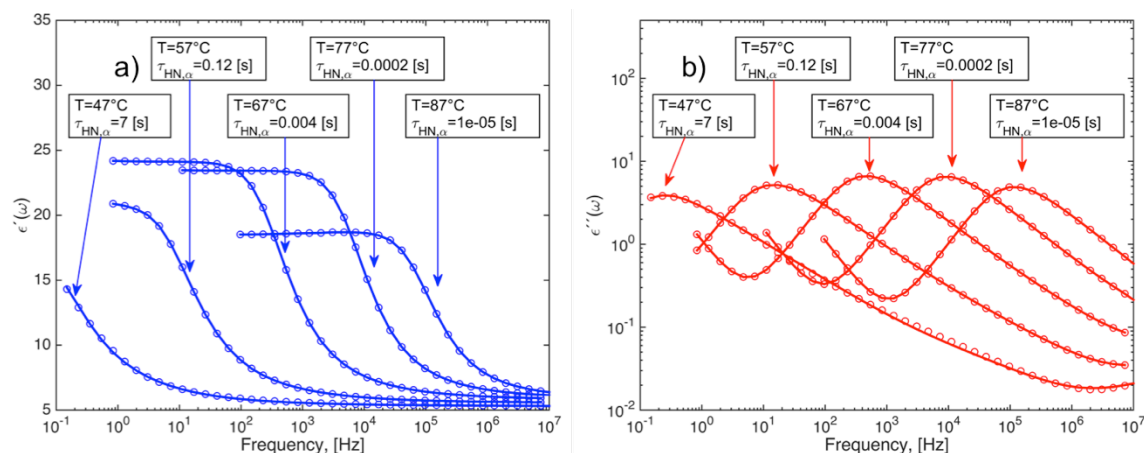 a)
T=57°C
τHN,α=0.12 [s]
T=77°C
τHN,α=0.0002 [s]
T=47°C
τHN,α=7 [s]
T=67°C
τHN,α=0.004 [s]
T=87°C
τHN,α=1e-05 [s]
35
30
25
20
15
10
5
ϵ´(ω)
10-1 100 101 102 103 104 105 106 107
Frequency, [Hz]
b)
T=57°C
τHN,α=0.12 [s]
T=77°C
τHN,α=0.0002 [s]
T=47°C
τHN,α=7 [s]
T=67°C
τHN,α=0.004 [s]
T=87°C
τHN,α=1e-05 [s]
102
101
100
10-1
10-2
ϵ´´(ω)
10-1 100 101 102 103 104 105 106 107
Frequency, [Hz]